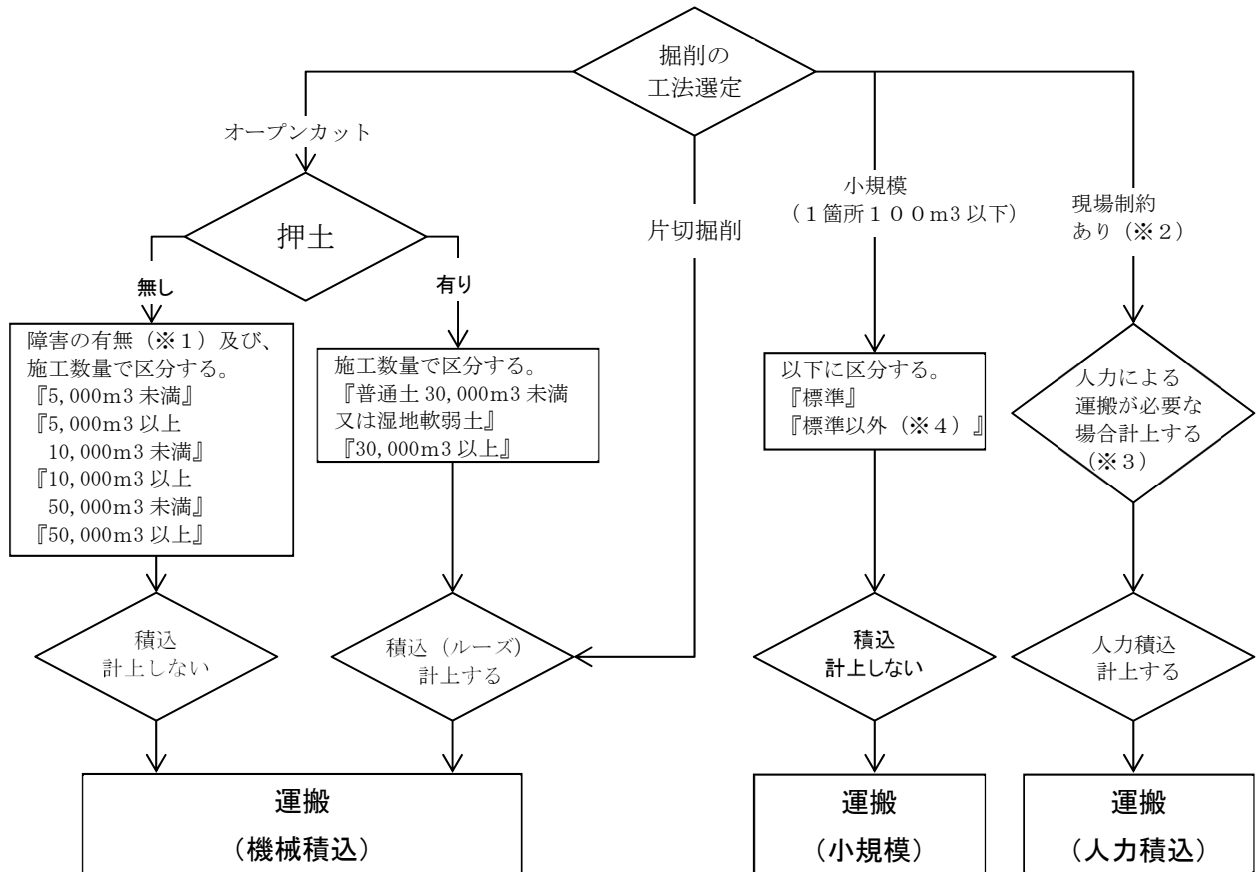 掘削の
工法選定
オープンカット
押土
無し
有り
障害の有無（※１）及び、
施工数量で区分する。
『5,000m3 未満』
『5,000m3 以上
10,000m3 未満』
『10,000m3 以上
50,000m3 未満』
『50,000m3 以上』
施工数量で区分する。
『普通土 30,000m3 未満
又は湿地軟弱土』
『30,000m3 以上』
片切掘削
小規模
（１箇所１００ｍ3 以下）
以下に区分する。
『標準』
『標準以外（※４）』
現場制約
あり（※２）
人力による
運搬が必要な
場合計上する
（※３）
積込
計上しない
積込（ルーズ）
計上する
積込
計上しない
人力積込
計上する
運搬
（機械積込）
運搬
（小規模）
運搬
（人力積込）